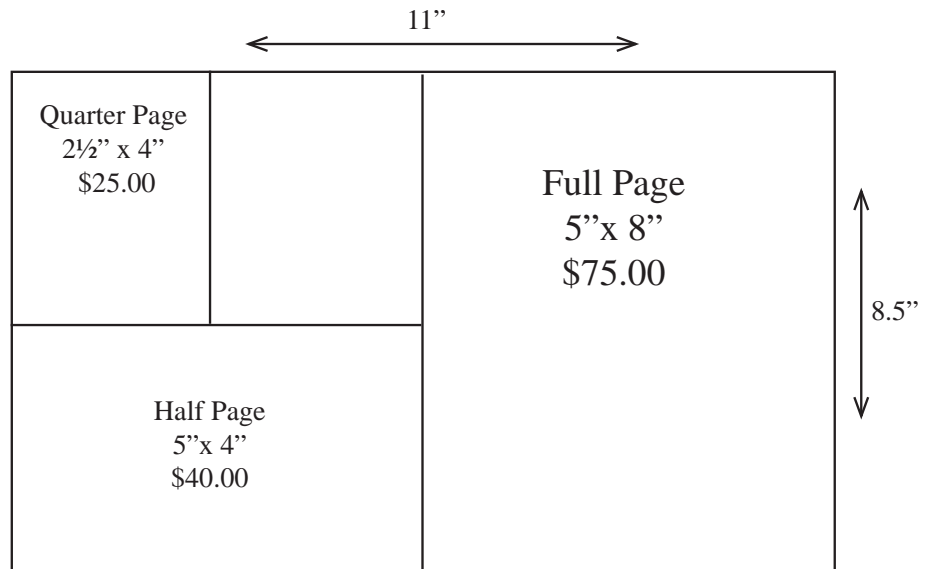 11”
Quarter Page
2½” x 4”
$25.00
Full Page
5”x 8”
$75.00
8.5”
Half Page
5”x 4”
$40.00